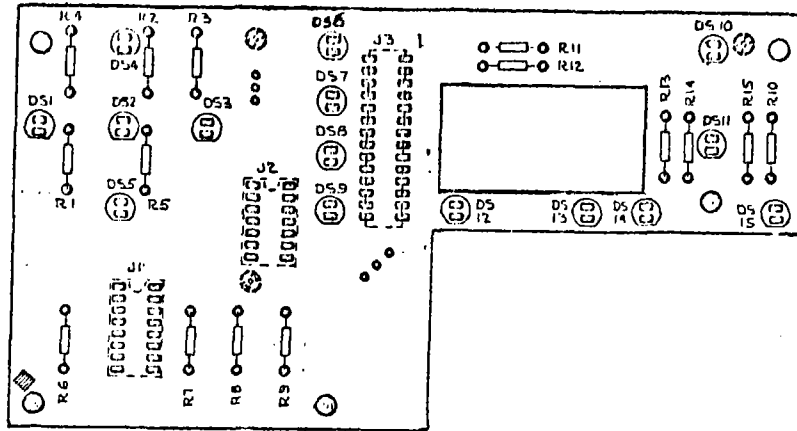 R4 R2 R3 DS6 DS10
DS4 J3 1 R11
R12
DS7
DS1 DS2 DS3 R13 R14 R15 R10
DS8 DS11
J2
R1 DS5 R5 DS9 DS 12 DS 13 DS 14 DS 15
J1
R6 R7 R8 R9